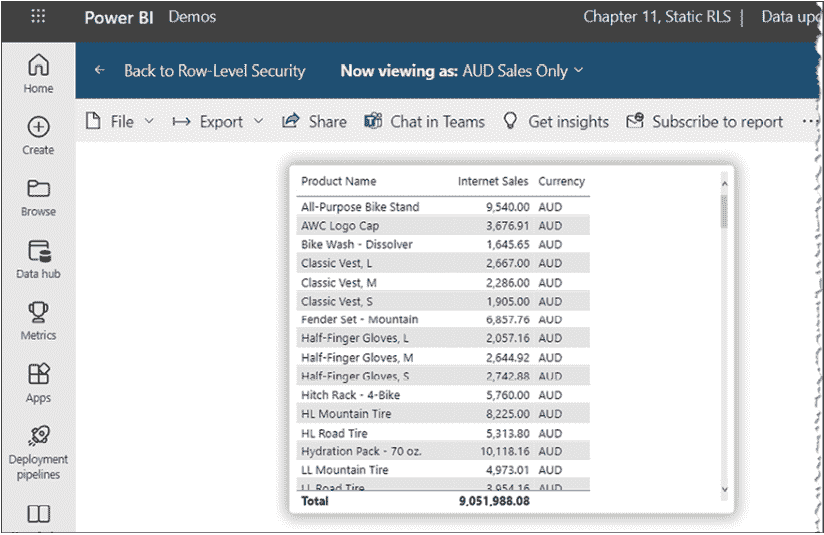 Power BI Demos Chapter 11, Static RLS | Data upd
Back to Row-Level Security Now viewing as: AUD Sales Only
File Export Share Chat in Teams Get insights Subscribe to report ...
Home
Create
Browse
Data hub
Metrics
Apps
Deployment
pipelines
Product Name Internet Sales Currency
All-Purpose Bike Stand 9,540.00 AUD
AWC Logo Cap 3,676.91 AUD
Bike Wash - Dissolver 1,645.65 AUD
Classic Vest, L 2,667.00 AUD
Classic Vest, M 2,286.00 AUD
Classic Vest, S 1,905.00 AUD
Fender Set - Mountain 6,857.76 AUD
Half-Finger Gloves, L 2,057.16 AUD
Half-Finger Gloves, M 2,644.92 AUD
Half-Finger Gloves, S 2,742.88 AUD
Hitch Rack - 4-Bike 5,760.00 AUD
HL Mountain Tire 8,225.00 AUD
HL Road Tire 5,313.80 AUD
Hydration Pack - 70 oz. 10,118.16 AUD
LL Mountain Tire 4,973.01 AUD
LL Road Tire 3,954.16 AUD
Total 9,051,988.08